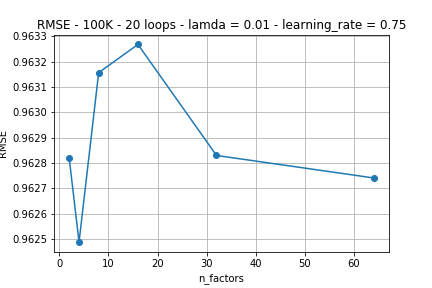 RMSE - 100K - 20 loops - lamda = 0.01 - learning_rate = 0.75
0.9633
0.9632
0.9631
0.9630
0.9629
0.9628
0.9627
0.9626
0.9625
RMSE
0 10 20 30 40 50 60
n_factors